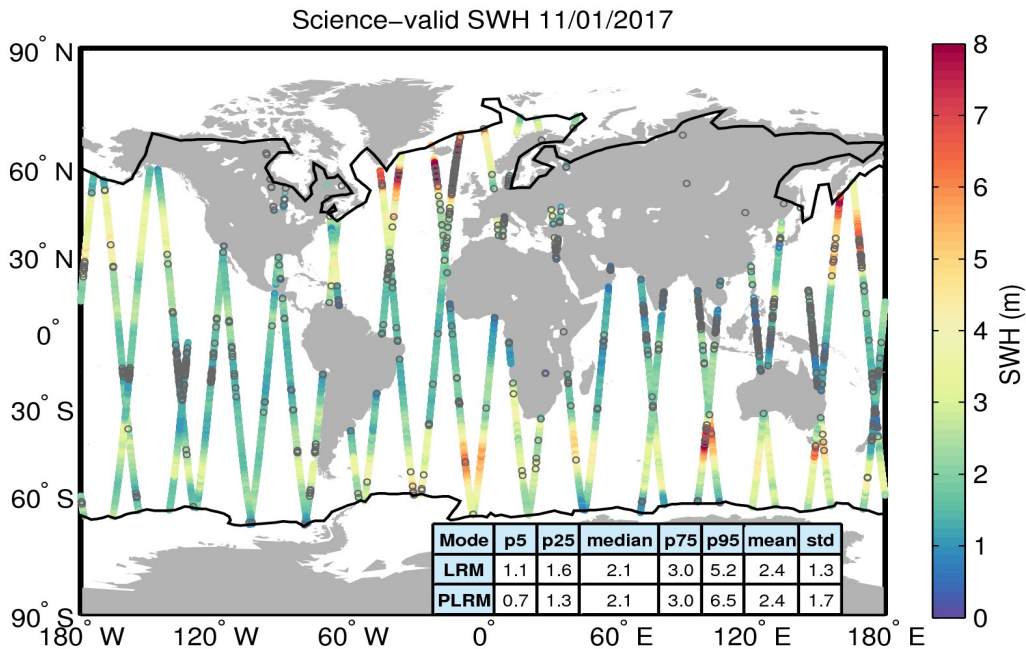 Science−valid SWH 11/01/2017
90° N
60° N
30° N
0°
30° S
60° S
90° S
180° W
120° W
60° W
0°
60° E
120° E
180° E
8
7
6
5
4
3
2
1
0
SWH (m)
Mode p5 p25 median p75 p95 mean std
LRM 1.1 1.6 2.1 3.0 5.2 2.4 1.3
PLRM 0.7 1.3 2.1 3.0 6.5 2.4 1.7